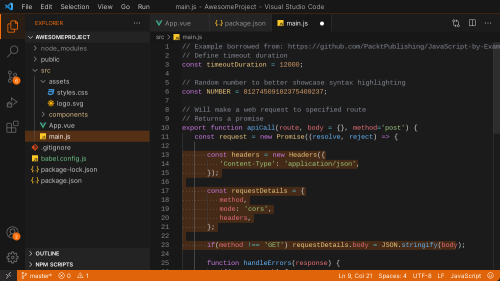 File Edit Selection View Go Run
main.js - AwesomeProject - Visual Studio Code
EXPLORER
AWESOMEPROJECT
node_modules
public
src
assets
styles.css
logo.svg
components
App.vue
main.js
.gitignore
babel.config.js
package-lock.json
package.json
OUTLINE
NPM SCRIPTS
App.vue
package.json
main.js
src > main.js
1 // Example borrowed from: https://github.com/PacktPublishing/JavaScript-by-Exam
2 // Define timeout duration
3 const timeoutDuration = 12000;
4
5 // Random number to better showcase syntax highlighting
6 const NUMBER = 81274509182375409237;
7
8 // Will make a web request to specified route
9 // Returns a promise
10 export function apiCall(route, body = {}, method='post') {
11 const request = new Promise((resolve, reject) => {
12
13 const headers = new Headers({
14 'Content-Type': 'application/json',
15 });
16
17 const requestDetails = {
18 method,
19 mode: 'cors',
20 headers,
21 };
22
23 if(method !== 'GET') requestDetails.body = JSON.stringify(body);
24
25 function handleErrors(response) {
master* 0 1
Ln 9, Col 21 Spaces: 4 UTF-8 LF JavaScript